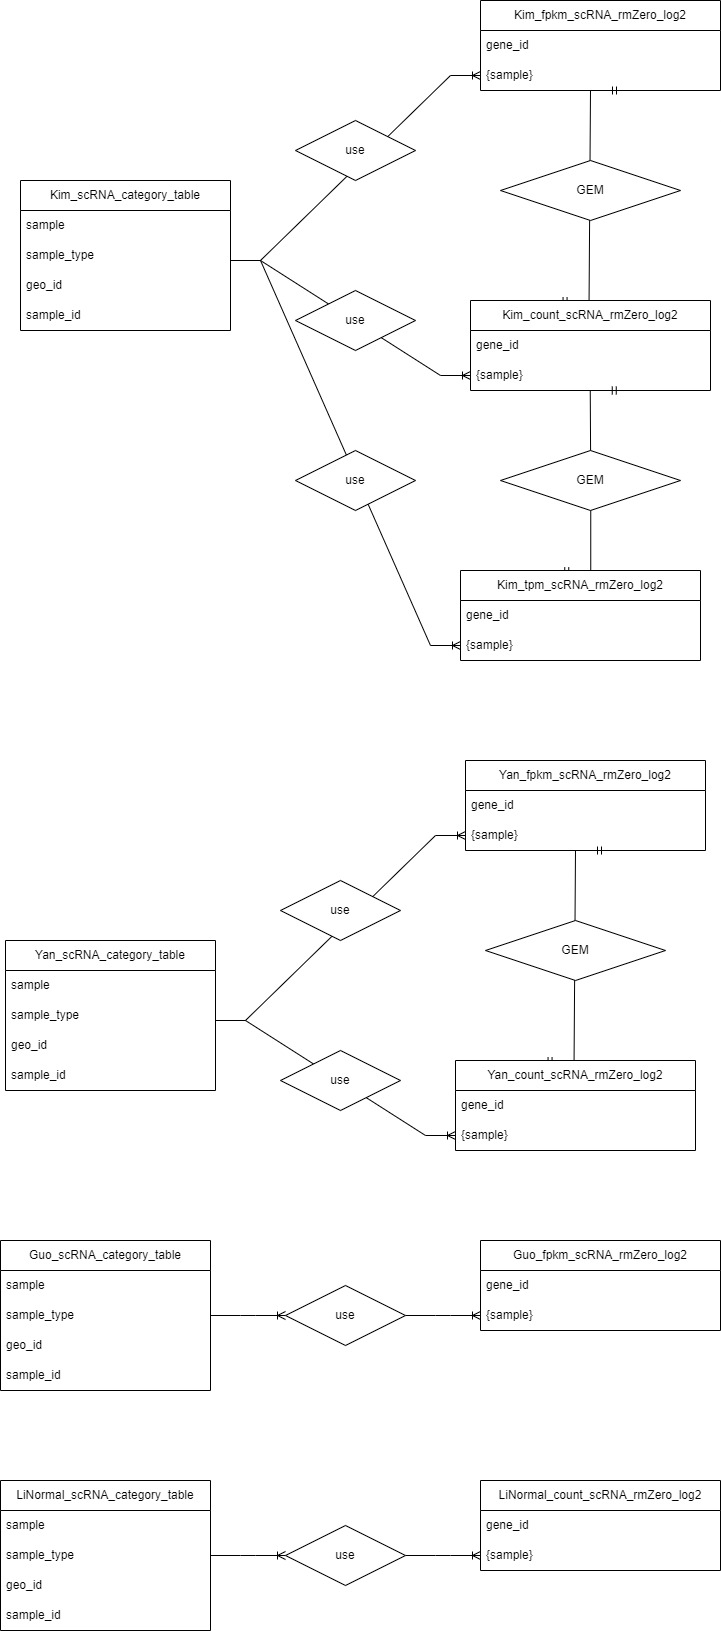 Kim_fpkm_scRNA_rmZero_log2
gene_id
{sample}
use
GEM
Kim_scRNA_category_table
sample
sample_type
geo_id
sample_id
use
Kim_count_scRNA_rmZero_log2
gene_id
{sample}
use
GEM
Kim_tpm_scRNA_rmZero_log2
gene_id
{sample}
Yan_fpkm_scRNA_rmZero_log2
gene_id
{sample}
use
GEM
Yan_scRNA_category_table
sample
sample_type
geo_id
sample_id
use
Yan_count_scRNA_rmZero_log2
gene_id
{sample}
Guo_scRNA_category_table
sample
sample_type
geo_id
sample_id
use
Guo_fpkm_scRNA_rmZero_log2
gene_id
{sample}
LiNormal_scRNA_category_table
sample
sample_type
geo_id
sample_id
use
LiNormal_count_scRNA_rmZero_log2
gene_id
{sample}